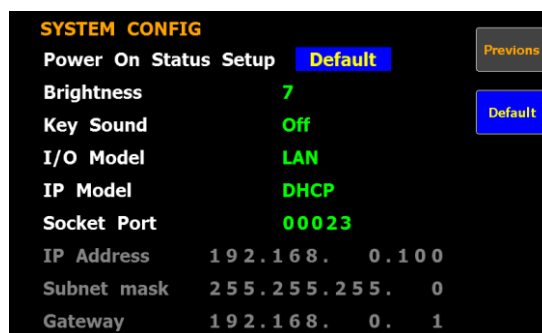 SYSTEM CONFIG
Power On Status Setup Default
Brightness 7
Key Sound Off
I/O Model LAN
IP Model DHCP
Socket Port 00023
IP Address 192.168. 0.100
Subnet mask 255.255.255. 0
Gateway 192.168. 0. 1
Previons
Default